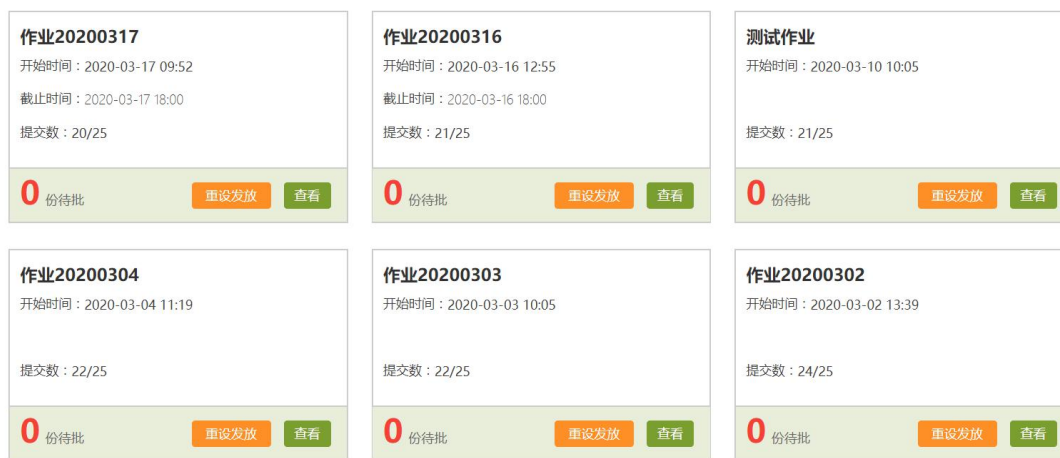 作业20200317
开始时间：2020-03-17 09:52
截止时间：2020-03-17 18:00
提交数：20/25
0 份待批 重设发放 查看
作业20200316
开始时间：2020-03-16 12:55
截止时间：2020-03-16 18:00
提交数：21/25
0 份待批 重设发放 查看
测试作业
开始时间：2020-03-10 10:05
提交数：21/25
0 份待批 重设发放 查看
作业20200304
开始时间：2020-03-04 11:19
提交数：22/25
0 份待批 重设发放 查看
作业20200303
开始时间：2020-03-03 10:05
提交数：22/25
0 份待批 重设发放 查看
作业20200302
开始时间：2020-03-02 13:39
提交数：24/25
0 份待批 重设发放 查看